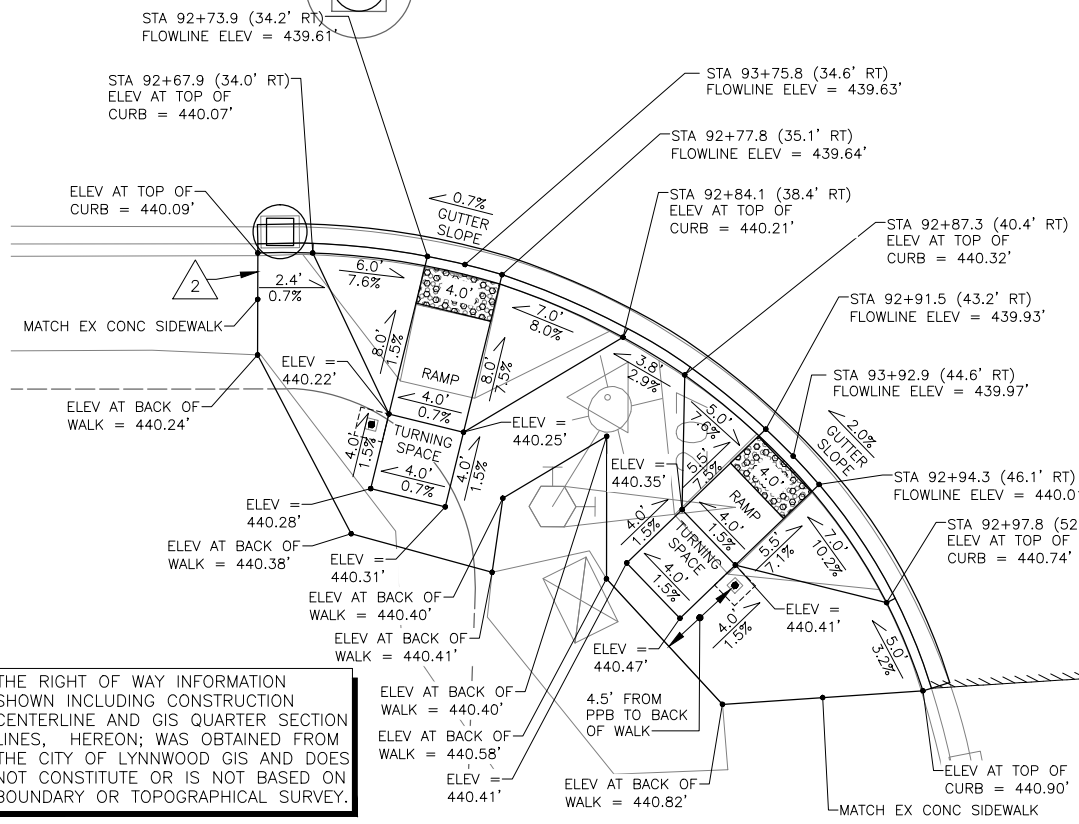 STA 92+73.9 (34.2' RT)
FLOWLINE ELEV = 439.61'
STA 92+67.9 (34.0' RT)
ELEV AT TOP OF
CURB = 440.07'
STA 93+75.8 (34.6' RT)
FLOWLINE ELEV = 439.63'
STA 92+77.8 (35.1' RT)
FLOWLINE ELEV = 439.64'
ELEV AT TOP OF
CURB = 440.09'
0.7%
GUTTER
SLOPE
STA 92+84.1 (38.4' RT)
ELEV AT TOP OF
CURB = 440.21'
STA 92+87.3 (40.4' RT)
ELEV AT TOP OF
CURB = 440.32'
2
2.4'
0.7%
6.0'
7.6%
4.0'
7.0'
8.0%
STA 92+91.5 (43.2' RT)
FLOWLINE ELEV = 439.93'
MATCH EX CONC SIDEWALK
8.0'
1.5%
RAMP
8.0'
7.5%
3.8'
2.9%
STA 93+92.9 (44.6' RT)
FLOWLINE ELEV = 439.97'
ELEV =
440.22'
4.0'
0.7%
5.0'
7.6%
2.0%
GUTTER
SLOPE
ELEV AT BACK OF
WALK = 440.24'
4.0'
1.5%
TURNING
SPACE
4.0'
1.5%
ELEV =
440.25'
4.0'
0.7%
ELEV =
440.35'
5.5'
7.5%
4.0'
RAMP
STA 92+94.3 (46.1' RT)
FLOWLINE ELEV = 440.0
ELEV =
440.28'
4.0'
1.5%
4.0'
1.5%
TURNING
SPACE
5.5'
7.1%
7.0'
10.2%
STA 92+97.8 (52
ELEV AT TOP OF
CURB = 440.74'
ELEV AT BACK OF
WALK = 440.38'
ELEV =
440.31'
4.0'
1.5%
4.0'
1.5%
ELEV =
440.41'
ELEV AT BACK OF
WALK = 440.40'
ELEV AT BACK OF
WALK = 440.41'
ELEV =
440.47'
5.0'
3.2%
THE RIGHT OF WAY INFORMATION
SHOWN INCLUDING CONSTRUCTION
CENTERLINE AND GIS QUARTER SECTION
LINES, HEREON; WAS OBTAINED FROM
THE CITY OF LYNNWOOD GIS AND DOES
NOT CONSTITUTE OR IS NOT BASED ON
BOUNDARY OR TOPOGRAPHICAL SURVEY.
ELEV AT BACK OF
WALK = 440.40'
4.5' FROM
PPB TO BACK
OF WALK
ELEV AT BACK OF
WALK = 440.58'
ELEV =
440.41'
ELEV AT BACK OF
WALK = 440.82'
ELEV AT TOP OF
CURB = 440.90'
MATCH EX CONC SIDEWALK